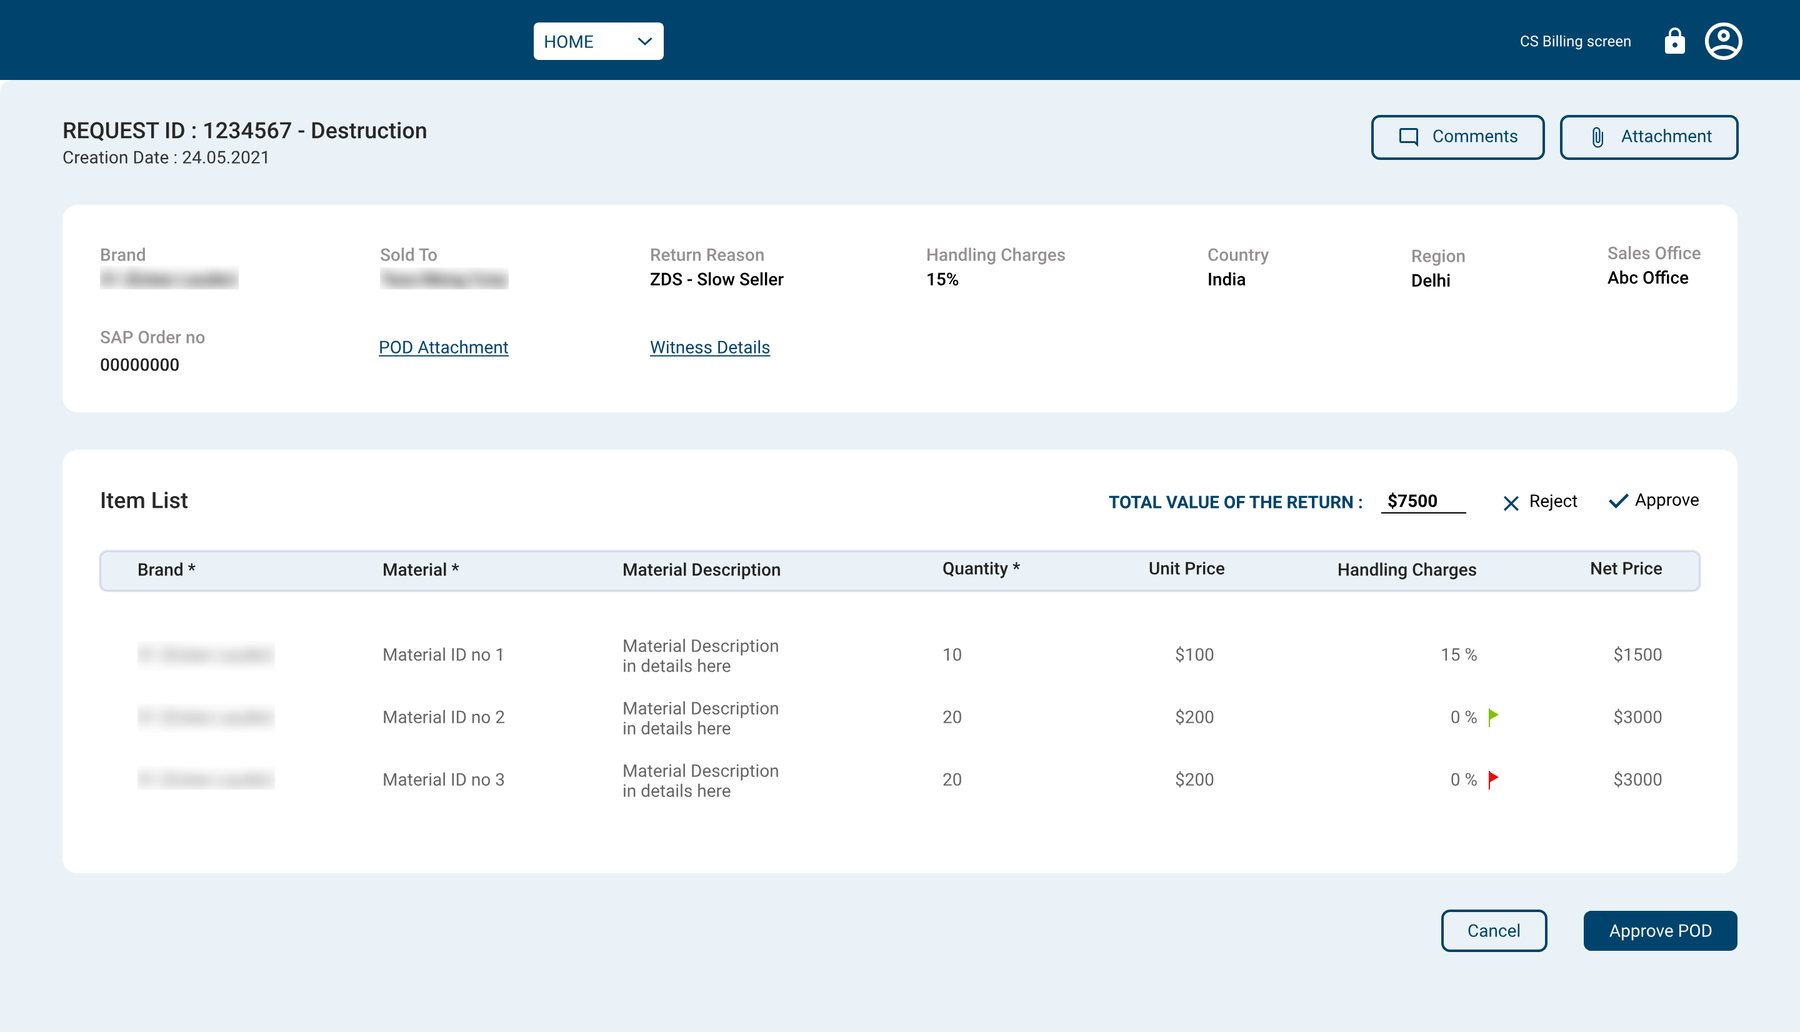 HOME
CS Billing screen
REQUEST ID : 1234567 - Destruction
Creation Date : 24.05.2021
Comments
Attachment
Brand
Sold To
Return Reason
ZDS - Slow Seller
Handling Charges
15%
Country
India
Region
Delhi
Sales Office
Abc Office
SAP Order no
00000000
POD Attachment
Witness Details
Item List
TOTAL VALUE OF THE RETURN :
$7500
Reject
Approve
Brand * Material * Material Description Quantity * Unit Price Handling Charges Net Price
Material ID no 1
Material Description
in details here
10
$100
15 %
$1500
Material ID no 2
Material Description
in details here
20
$200
0 %
$3000
Material ID no 3
Material Description
in details here
20
$200
0 %
$3000
Cancel
Approve POD